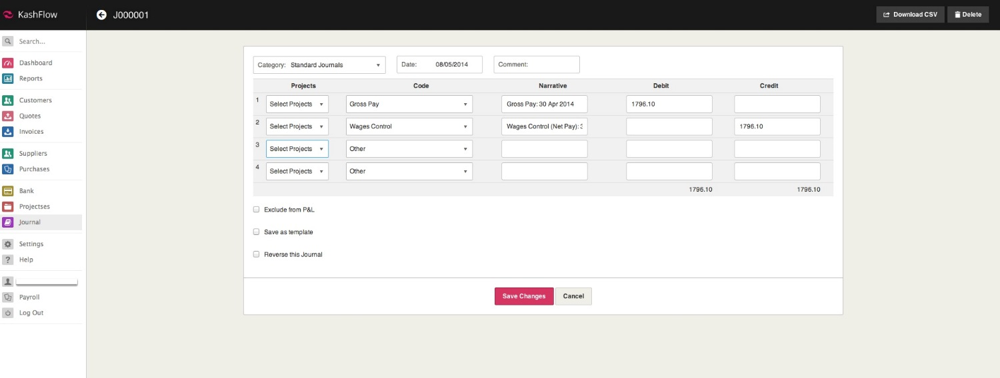 KashFlow
J000001
Download CSV
Delete
Search...
Dashboard
Reports
Customers
Quotes
Invoices
Suppliers
Purchases
Bank
Projectses
Journal
Settings
Help
Payroll
Log Out
Category: Standard Journals
Date: 08/05/2014
Comment:
Projects Code Narrative Debit Credit
1 Select Projects Gross Pay Gross Pay: 30 Apr 2014 1796.10
2 Select Projects Wages Control Wages Control (Net Pay): 3 1796.10
3 Select Projects Other
4 Select Projects Other
1796.10 1796.10
Exclude from P&L
Save as template
Reverse this Journal
Save Changes
Cancel